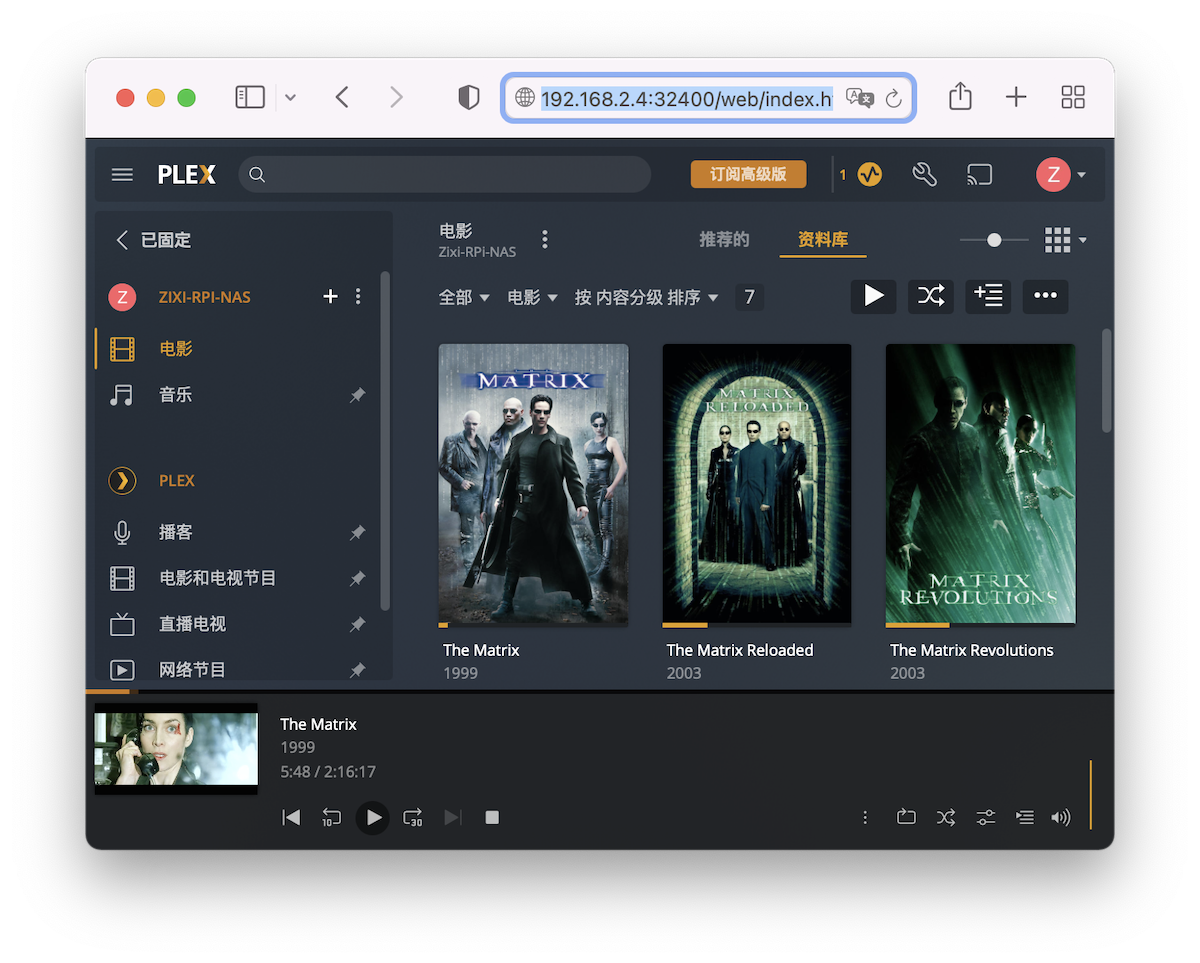 192.168.2.4:32400/web/index.h
PLEX
订阅高级版
1
Z
已固定
Z
ZIXI-RPI-NAS
电影
音乐
PLEX
播客
电影和电视节目
直播电视
网络节目
电影
Zixi-RPi-NAS
推荐的
资料库
全部
电影
按 内容分级 排序
7
MATRIX
MATRIX
RELOADED
MATRIX
REVOLUTIONS
The Matrix
1999
The Matrix Reloaded
2003
The Matrix Revolutions
2003
The Matrix
1999
5:48 / 2:16:17
10
30